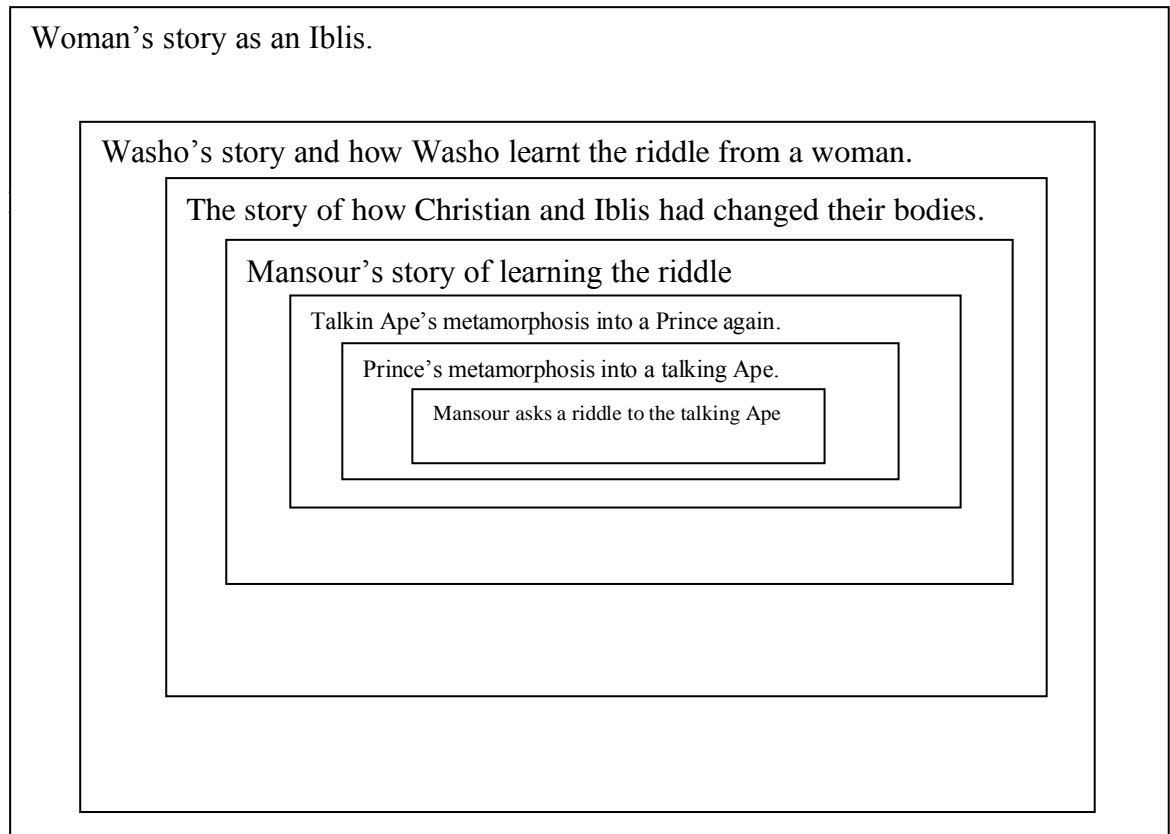 Woman’s story as an Iblis.
Washo’s story and how Washo learnt the riddle from a woman.
The story of how Christian and Iblis had changed their bodies.
Mansour’s story of learning the riddle
Talkin Ape’s metamorphosis into a Prince again.
Prince’s metamorphosis into a talking Ape.
Mansour asks a riddle to the talking Ape